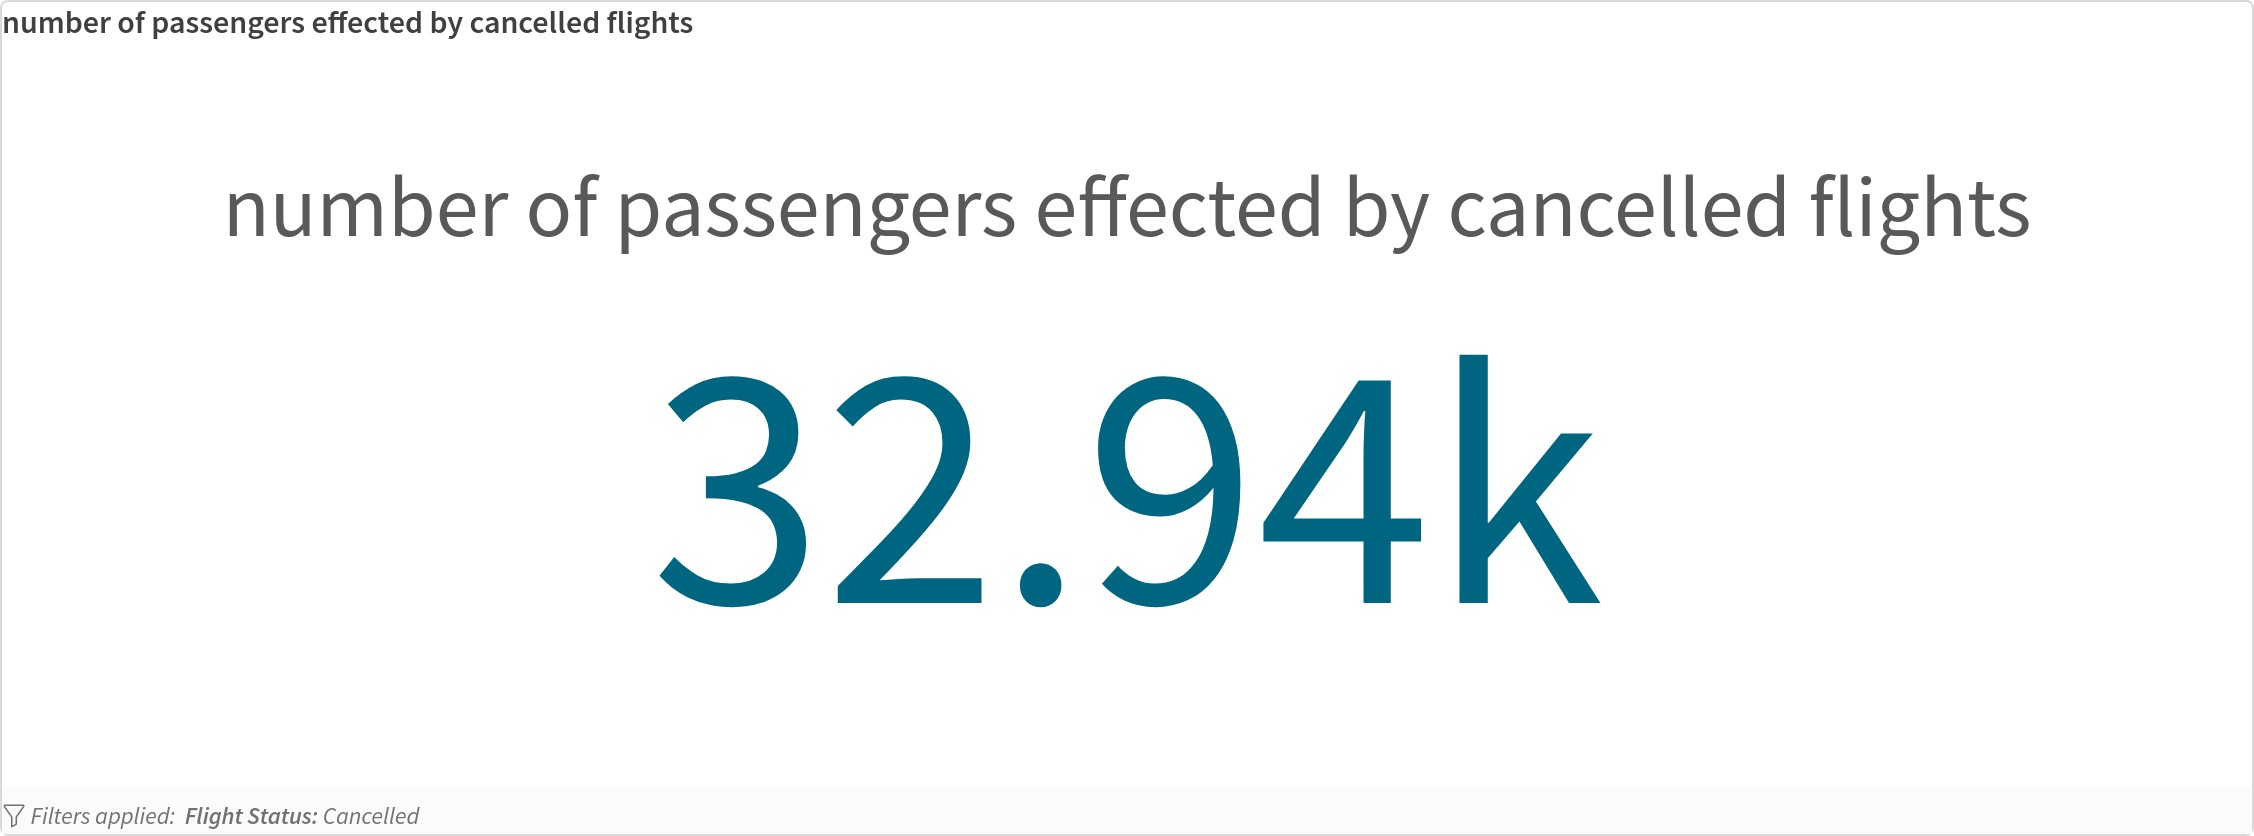 number of passengers effected by cancelled flights
number of passengers effected by cancelled flights
32.94k
Filters applied: Flight Status: Cancelled